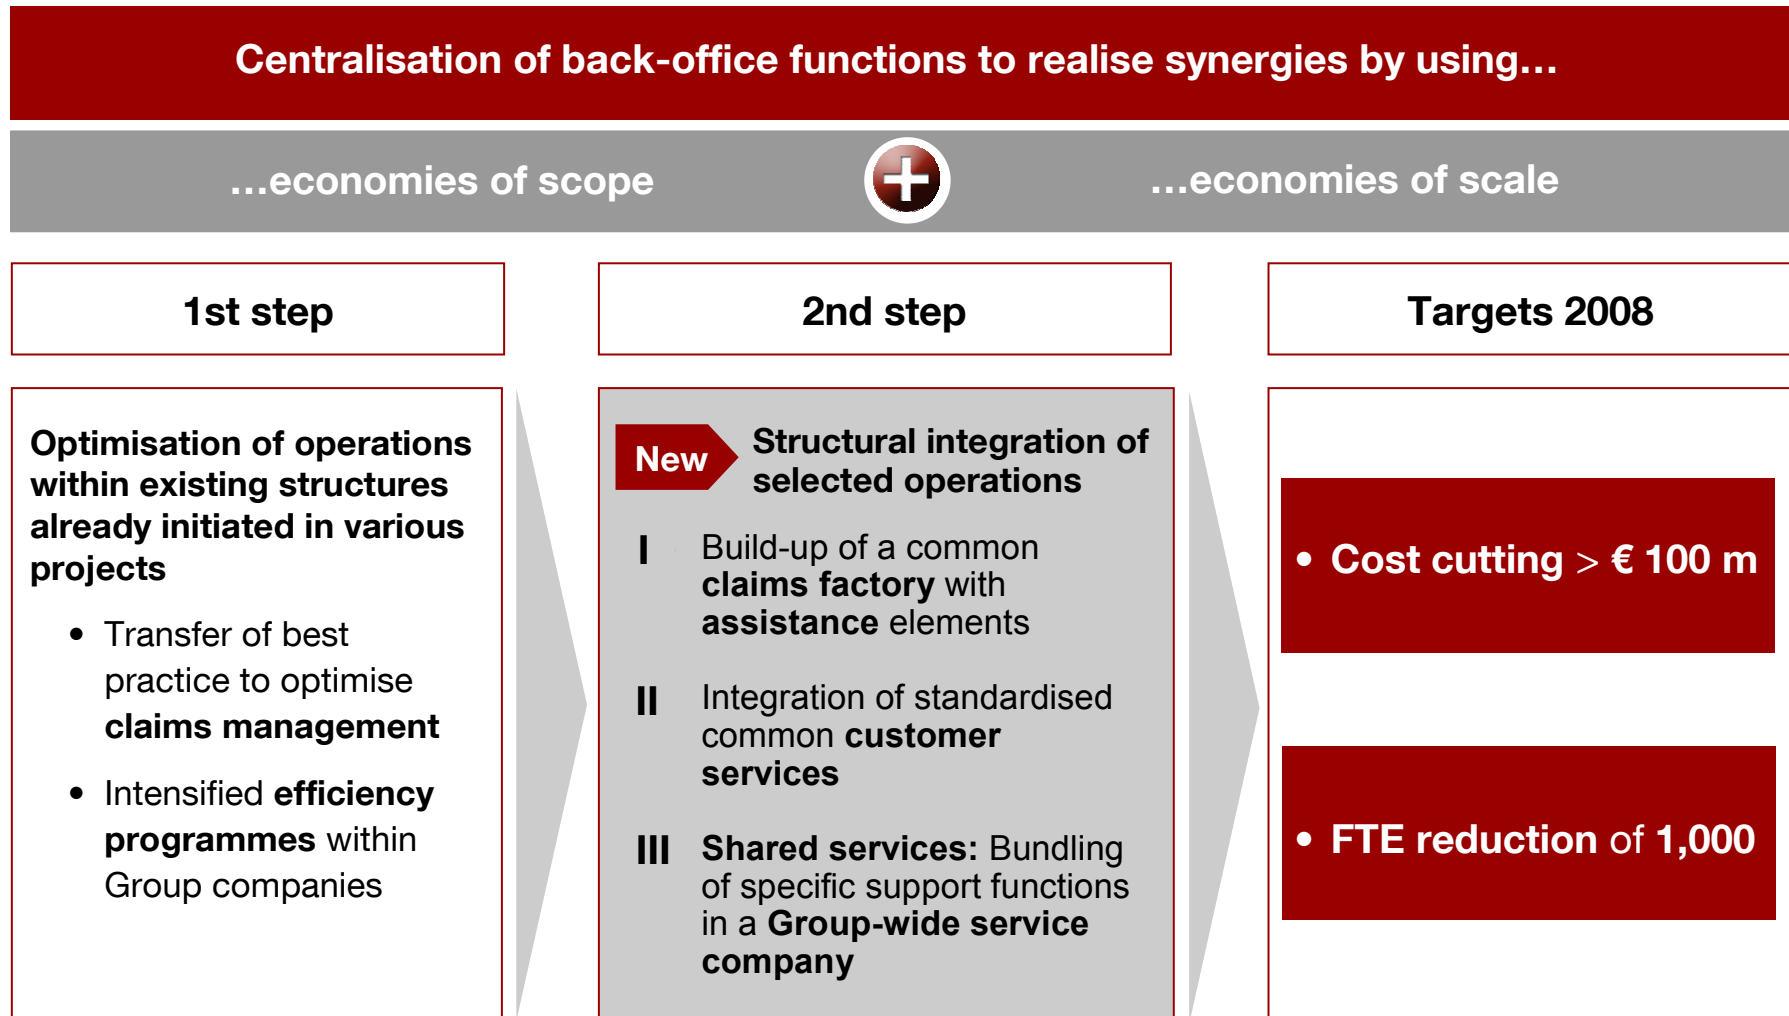 Centralisation of back-office functions to realise synergies by using…
…economies of scope
…economies of scale
1st step
2nd step
Targets 2008
Optimisation of operations
within existing structures
already initiated in various
projects
• Transfer of best
practice to optimise
claims management
• Intensified efficiency
programmes within
Group companies
New
Structural integration of
selected operations
I Build-up of a common
claims factory with
assistance elements
II Integration of standardised
common customer
services
III Shared services: Bundling
of specific support functions
in a Group-wide service
company
• Cost cutting > € 100 m
• FTE reduction of 1,000